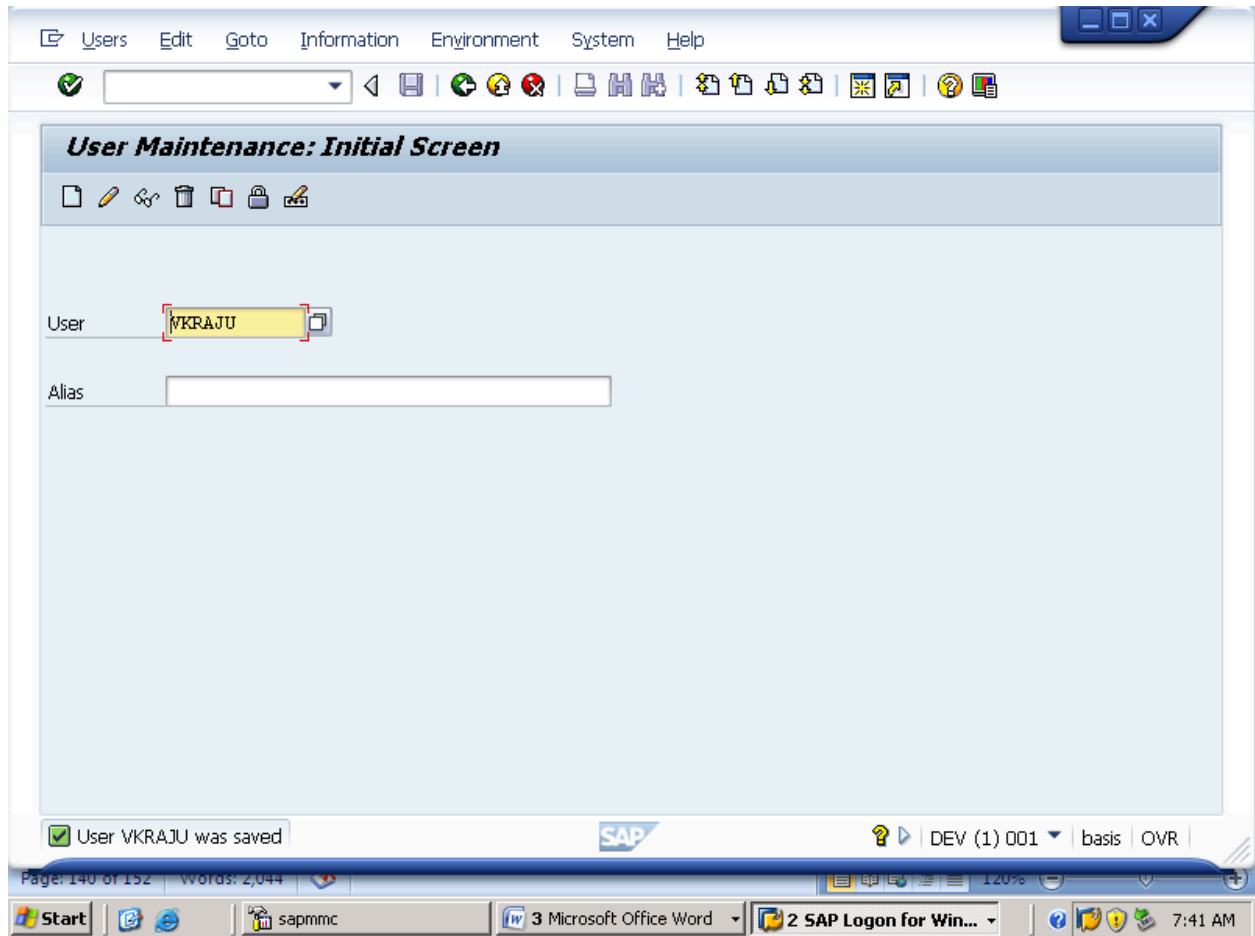 Users Edit Goto Information Environment System Help
User Maintenance: Initial Screen
User VKRAJU
Alias
User VKRAJU was saved SAP DEV (1) 001 basis OVR
Page: 140 of 152 Words: 2,044 120%
Start sapmmc 3 Microsoft Office Word 2 SAP Logon for Win... 7:41 AM